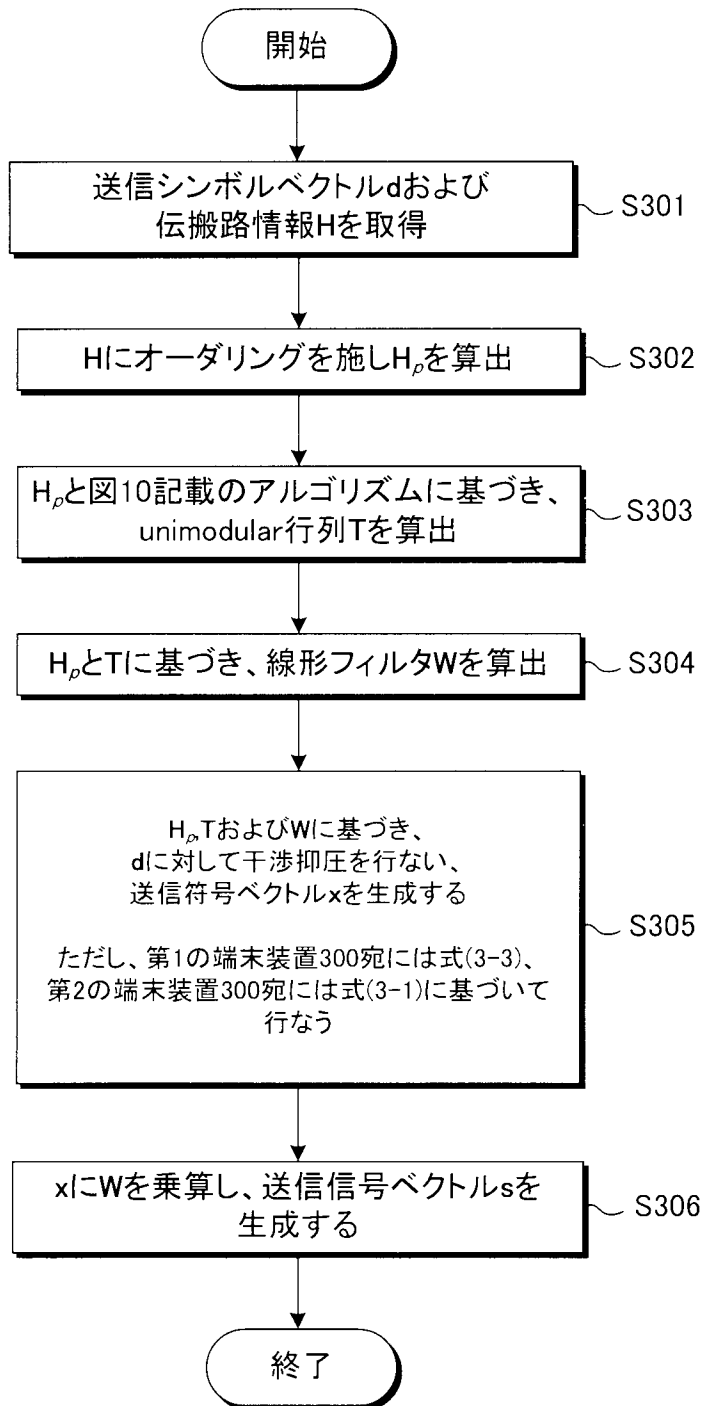 開始
送信シンボルベクトルdおよび
伝搬路情報Hを取得
S301
HにオーダリングをH施しHpを算出
S302
Hpと図10記載のアルゴリズムに基づき、
unimodular行列Tを算出
S303
HpとTに基づき、線形フィルタWを算出
S304
Hp,TおよびWに基づき、
dに対して干渉抑圧を行ない、
送信符号ベクトルxを生成する
ただし、第1の端末装置300宛には式(3-3)、
第2の端末装置300宛には式(3-1)に基づいて
行なう
S305
xにWを乗算し、送信信号ベクトルsを
生成する
S306
終了